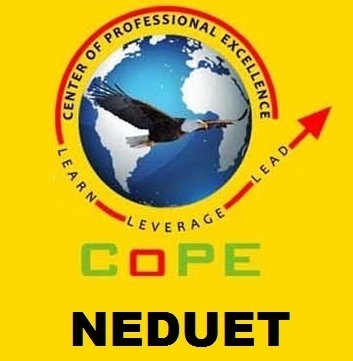 CENTER OF PROFESSIONAL EXCELLENCE
LEARN LEVERAGE LEAD
CoPE
NEDUET